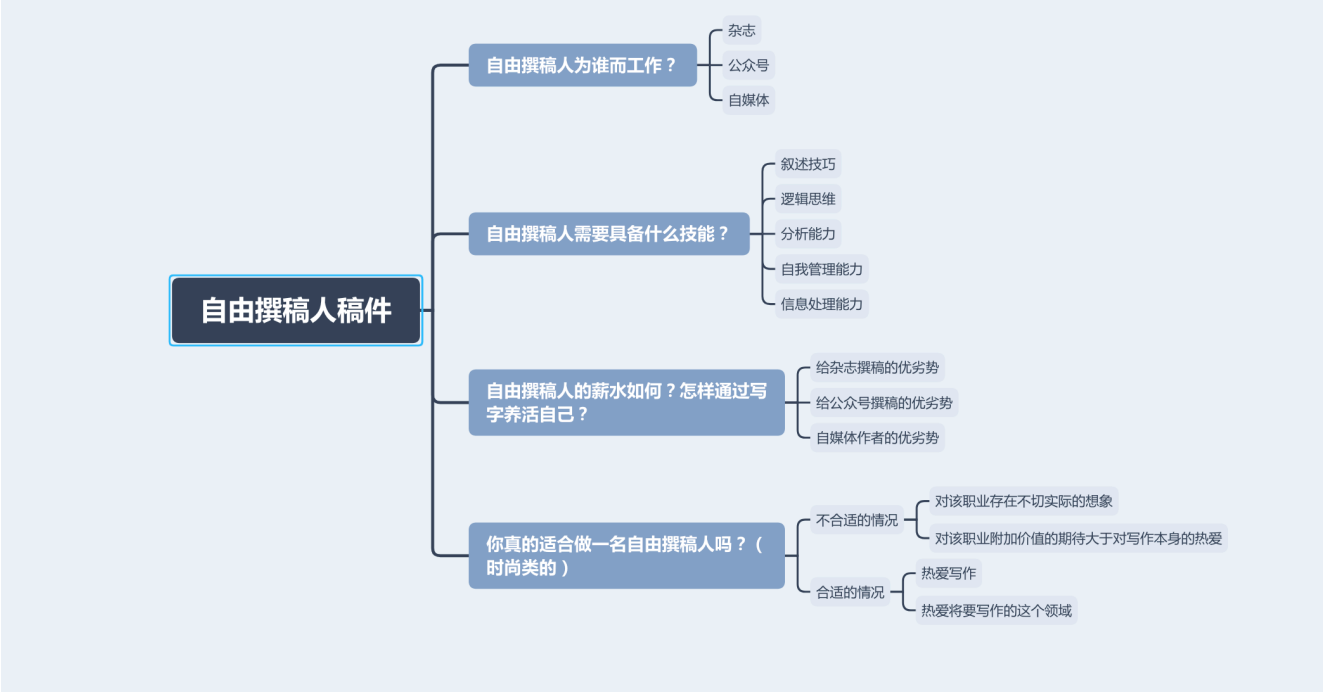 自由撰稿人稿件
自由撰稿人为谁而工作？
杂志
公众号
自媒体
自由撰稿人需要具备什么技能？
叙述技巧
逻辑思维
分析能力
自我管理能力
信息处理能力
自由撰稿人的薪水如何？怎样通过写
字养活自己？
给杂志撰稿的优劣势
给公众号撰稿的优劣势
自媒体作者的优劣势
你真的适合做一名自由撰稿人吗？（
时尚类的）
不合适的情况
对该职业存在不切实际的想象
对该职业附加价值的期待大于对写作本身的热爱
合适的情况
热爱写作
热爱将要写作的这个领域